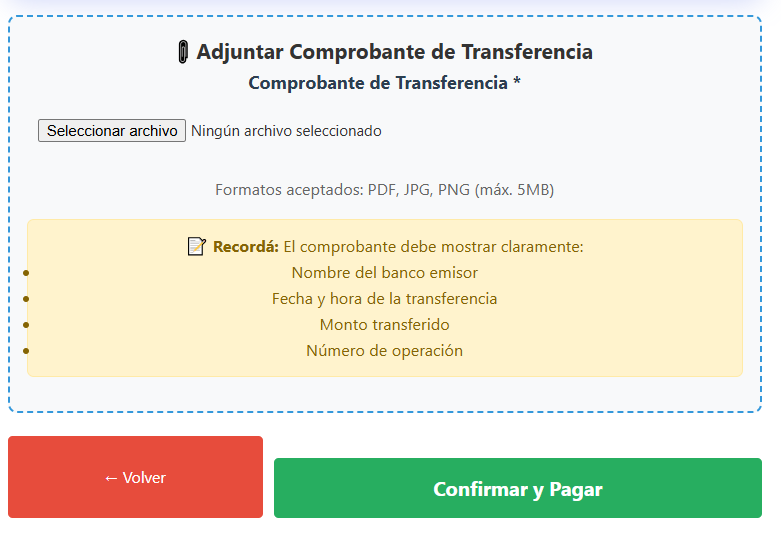 Adjuntar Comprobante de Transferencia
Comprobante de Transferencia *
Seleccionar archivo Ningún archivo seleccionado
Formatos aceptados: PDF, JPG, PNG (máx. 5MB)
Recordá: El comprobante debe mostrar claramente:
• Nombre del banco emisor
• Fecha y hora de la transferencia
• Monto transferido
• Número de operación
← Volver
Confirmar y Pagar